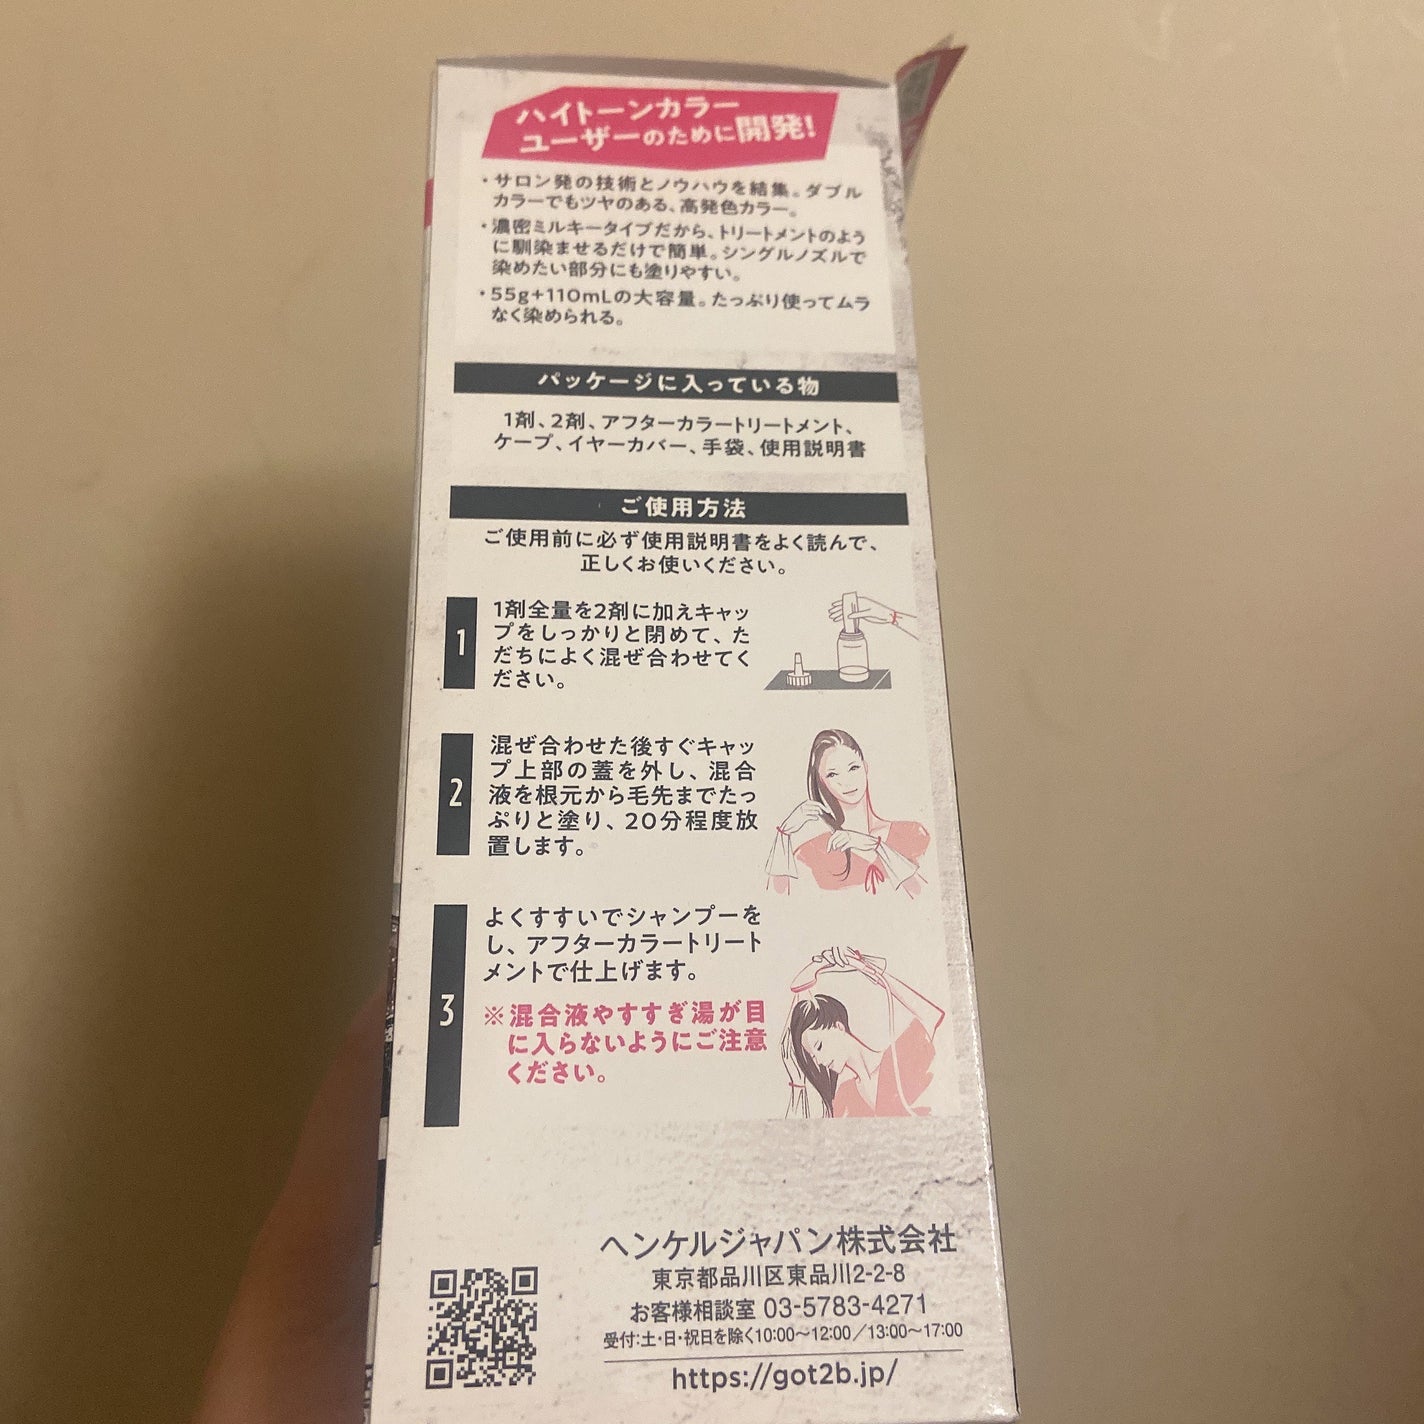 ハイトーンカラー
ユーザーのために開発!
・サロン発の技術とノウハウを結集。ダブル
カラーでもツヤのある、高発色カラー。
・濃密ミルキータイプだから、トリートメントのよう
に馴染ませるだけで簡単。シングルノズルで
染めたい部分にも塗りやすい。
・55g+110mLの大容量。たっぷり使ってムラ
なく染められる。
パッケージに入っている物
1剤、2剤、アフターカラートリートメント、
ケープ、イヤーカバー、手袋、使用説明書
ご使用方法
ご使用前に必ず使用説明書をよく読んで、
正しくお使いください。
1
1剤全量を2剤に加えキャッ
プをしっかりと閉めて、た
だちによく混ぜ合わせてく
ださい。
2
混ぜ合わせた後すぐキャッ
プ上部の蓋を外し、混合
液を根元から毛先までたっ
ぷりと塗り、20分程度放
置します。
3
よくすすいでシャンプーを
し、アフターカラートリート
メントで仕上げます。
※混合液やすすぎ湯が目
に入らないようにご注意
ください。
ヘンケルジャパン株式会社
東京都品川区東品川2-2-8
お客様相談室 03-5783-4271
受付:土・日・祝日を除く10:00〜12:00/13:00〜17:00
https://got2b.jp/